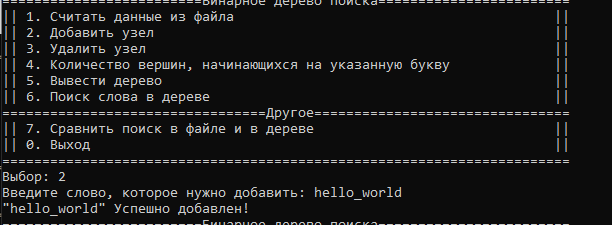 ==========================Бинарное дерево поиска========================
|| 1. Считать данные из файла ||
|| 2. Добавить узел ||
|| 3. Удалить узел ||
|| 4. Количество вершин, начинающихся на указанную букву ||
|| 5. Вывести дерево ||
|| 6. Поиск слова в дереве ||
==================================Другое=================================
|| 7. Сравнить поиск в файле и в дереве ||
|| 0. Выход ||
=========================================================================
Выбор: 2
Введите слово, которое нужно добавить: hello_world
"hello_world" Успешно добавлен!
==========================Бинарное дерево поиска========================